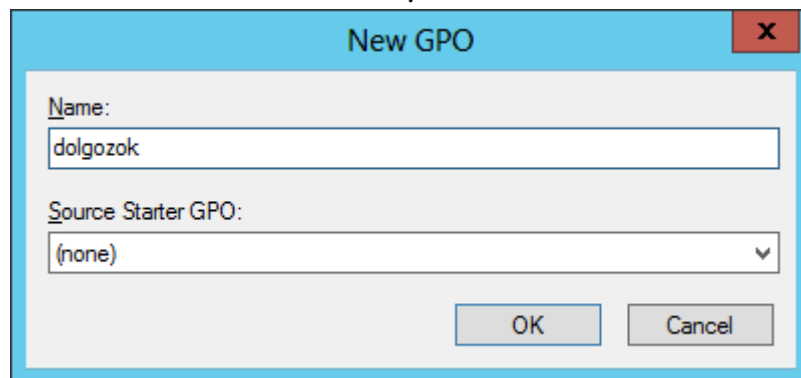 New GPO
x
Name:
dolgozok
Source Starter GPO:
(none)
OK Cancel